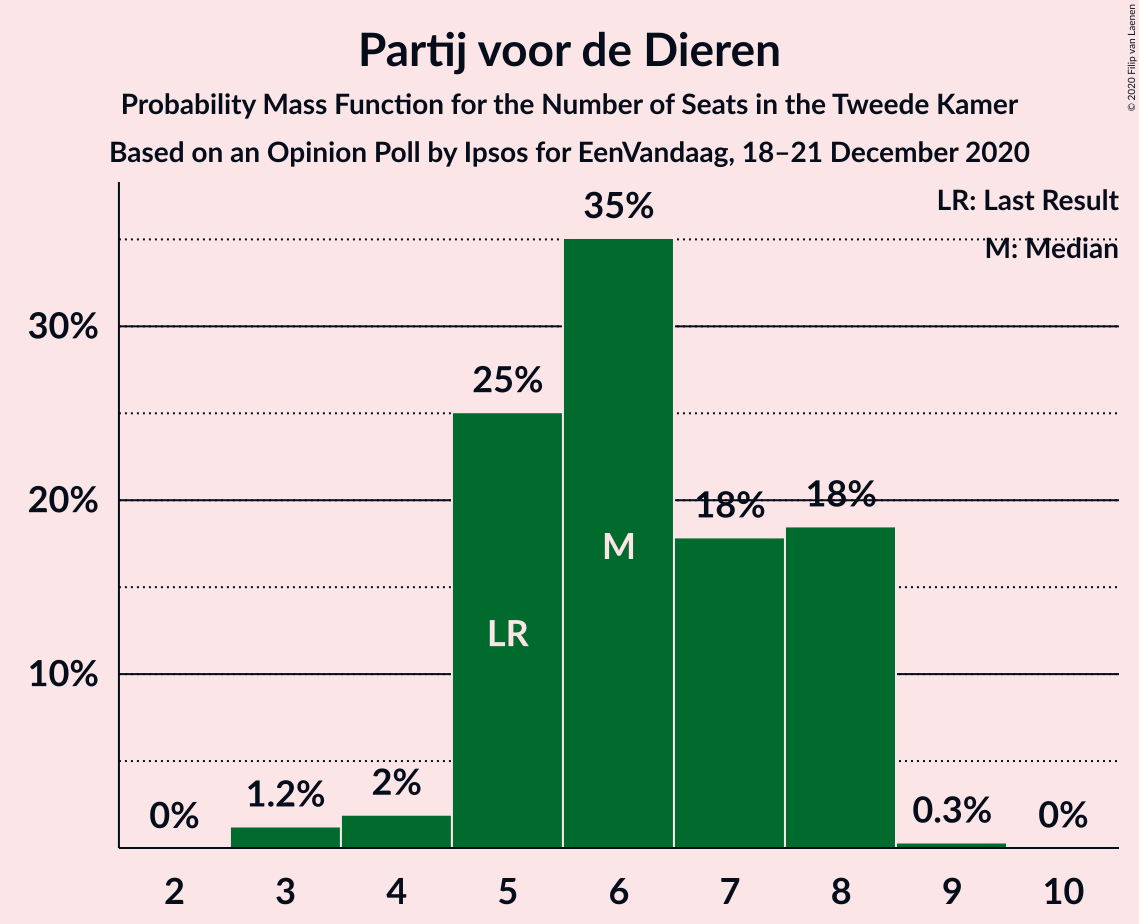 © 2020 Filip van Laenen
Partij voor de Dieren
Probability Mass Function for the Number of Seats in the Tweede Kamer
Based on an Opinion Poll by Ipsos for EenVandaag, 18–21 December 2020
LR: Last Result
M: Median
35%
30%
25%
20%
18%
18%
M
LR
10%
0%
1.2%
2%
0.3%
0%
2 3 4 5 6 7 8 9 10